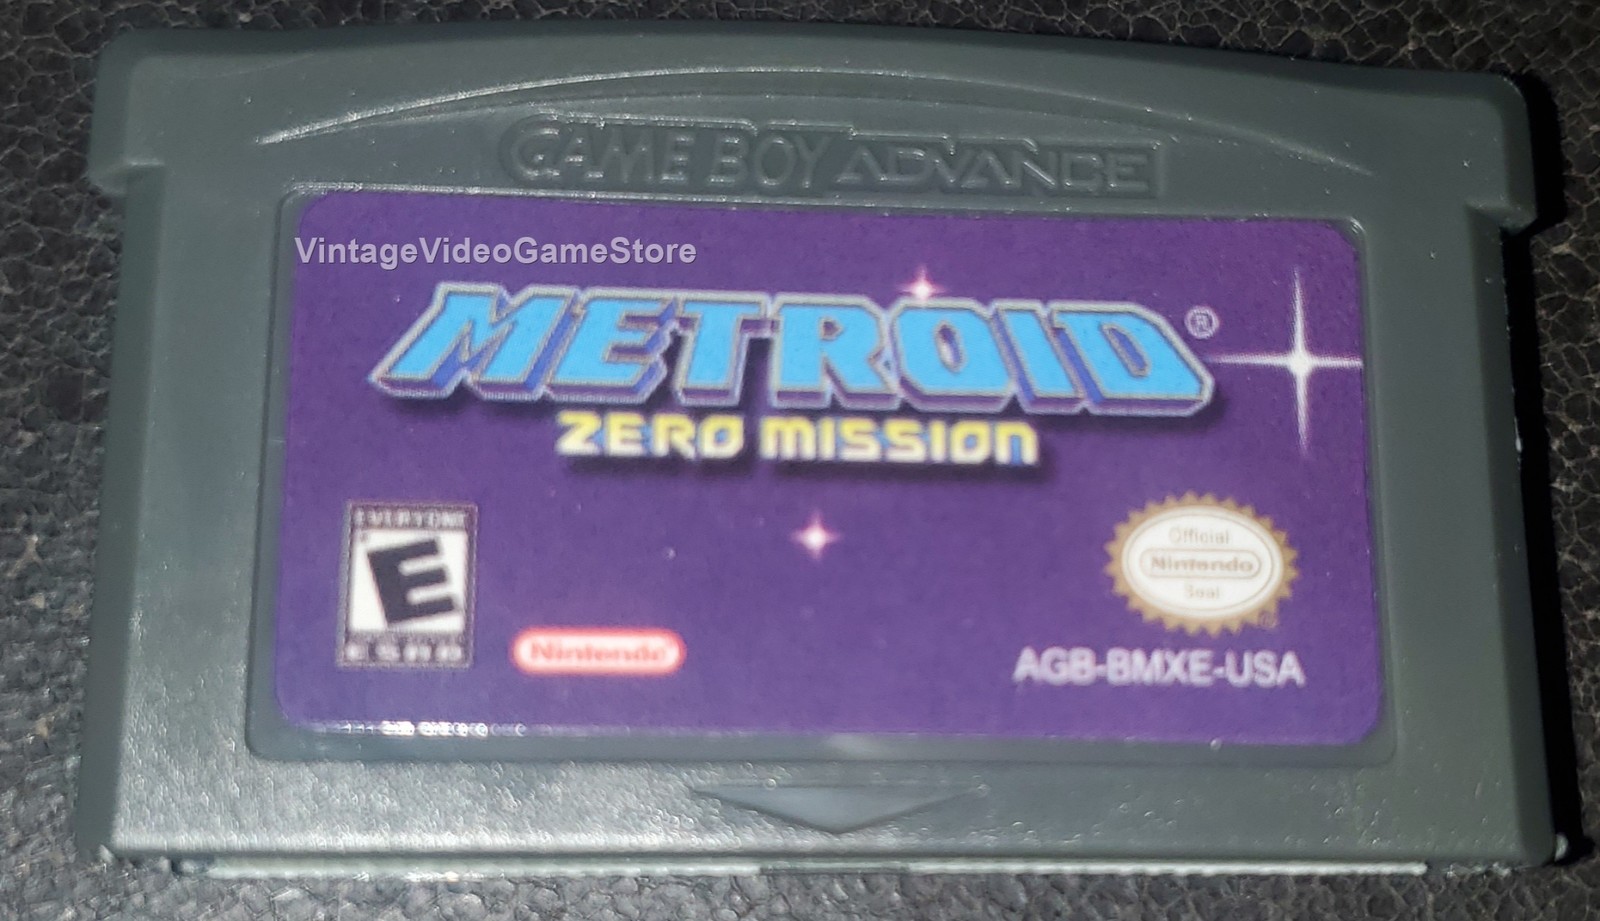 GAME BOY ADVANCE
VintageVideoGameStore
METROID®
ZERO MISSION
EVERYONE
E
ESRB
Nintendo
Official
Nintendo
Seal
AGB-BMXE-USA